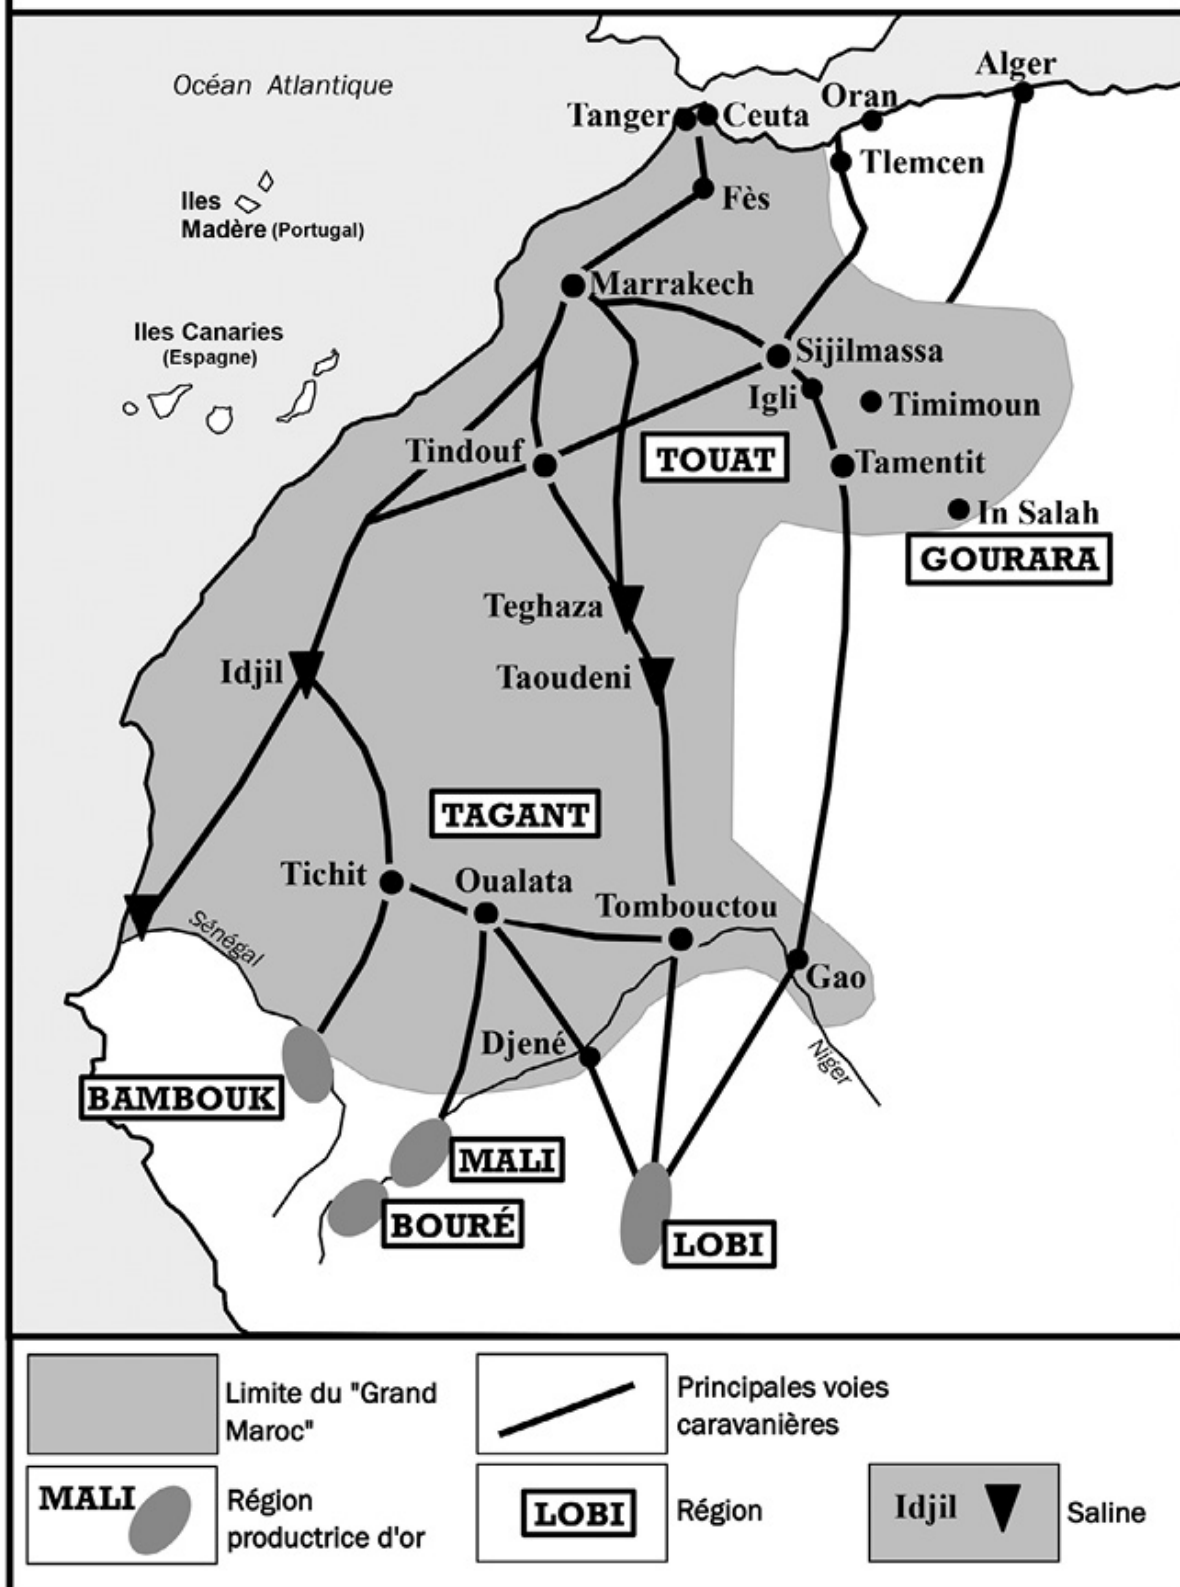 Océan Atlantique
Alger
Oran
Tanger
Ceuta
Tlemcen
Iles
Madère (Portugal)
Fès
Marrakech
Iles Canaries
(Espagne)
Sijilmassa
Igli
Timimoun
Tindouf
TOUAT
Tamentit
In Salah
GOURARA
Teghaza
Idjil
Taoudeni
TAGANT
Tichit
Oualata
Tombouctou
Sénégal
Gao
Djené
Niger
BAMBOUK
MALI
BOURÉ
LOBI
Limite du "Grand
Maroc"
Principales voies
caravanières
MALI
Région
productrice d'or
LOBI
Région
Idjil
Saline